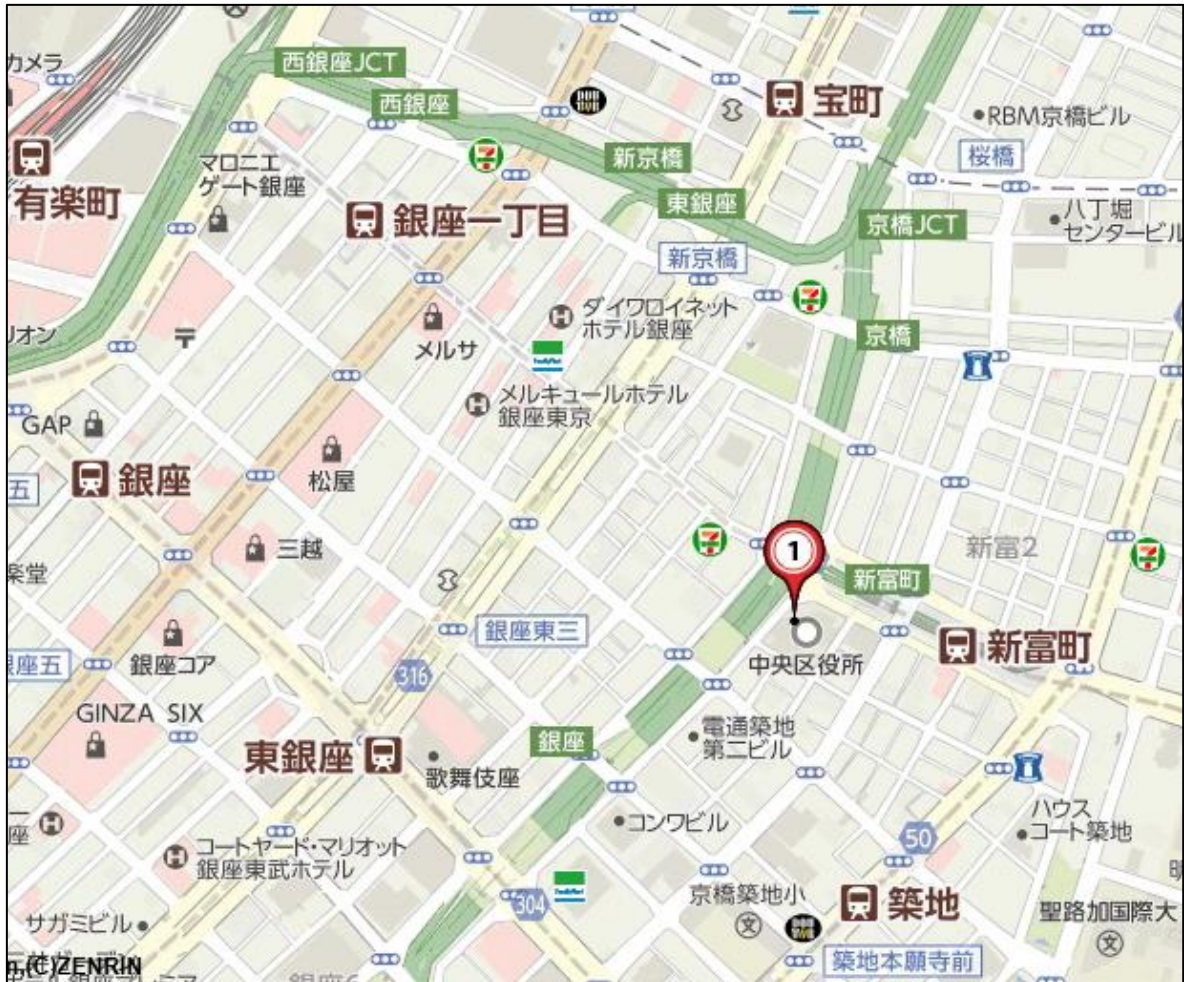 カメラ
西銀座JCT
西銀座
宝町
RBM京橋ビル
桜橋
新京橋
マロニエ
ゲート銀座
有楽町
銀座一丁目
東銀座
京橋JCT
八丁堀
センタービル
新京橋
ダイワロイネット
ホテル銀座
京橋
リオン
メルサ
メルキュールホテル
銀座東京
GAP
銀座
松屋
五
三越
1
新富2
新富町
楽堂
銀座東三
新富町
銀座コア
銀座五
中央区役所
316
GINZA SIX
電通築地
第二ビル
銀座
東銀座
歌舞伎座
コンワビル
ハウス
コート築地
50
座
コートヤード・マリオット
銀座東武ホテル
304
京橋築地小
文
築地
聖路加国際大
文
サガミビル
築地本願寺前
(C)ZENRIN